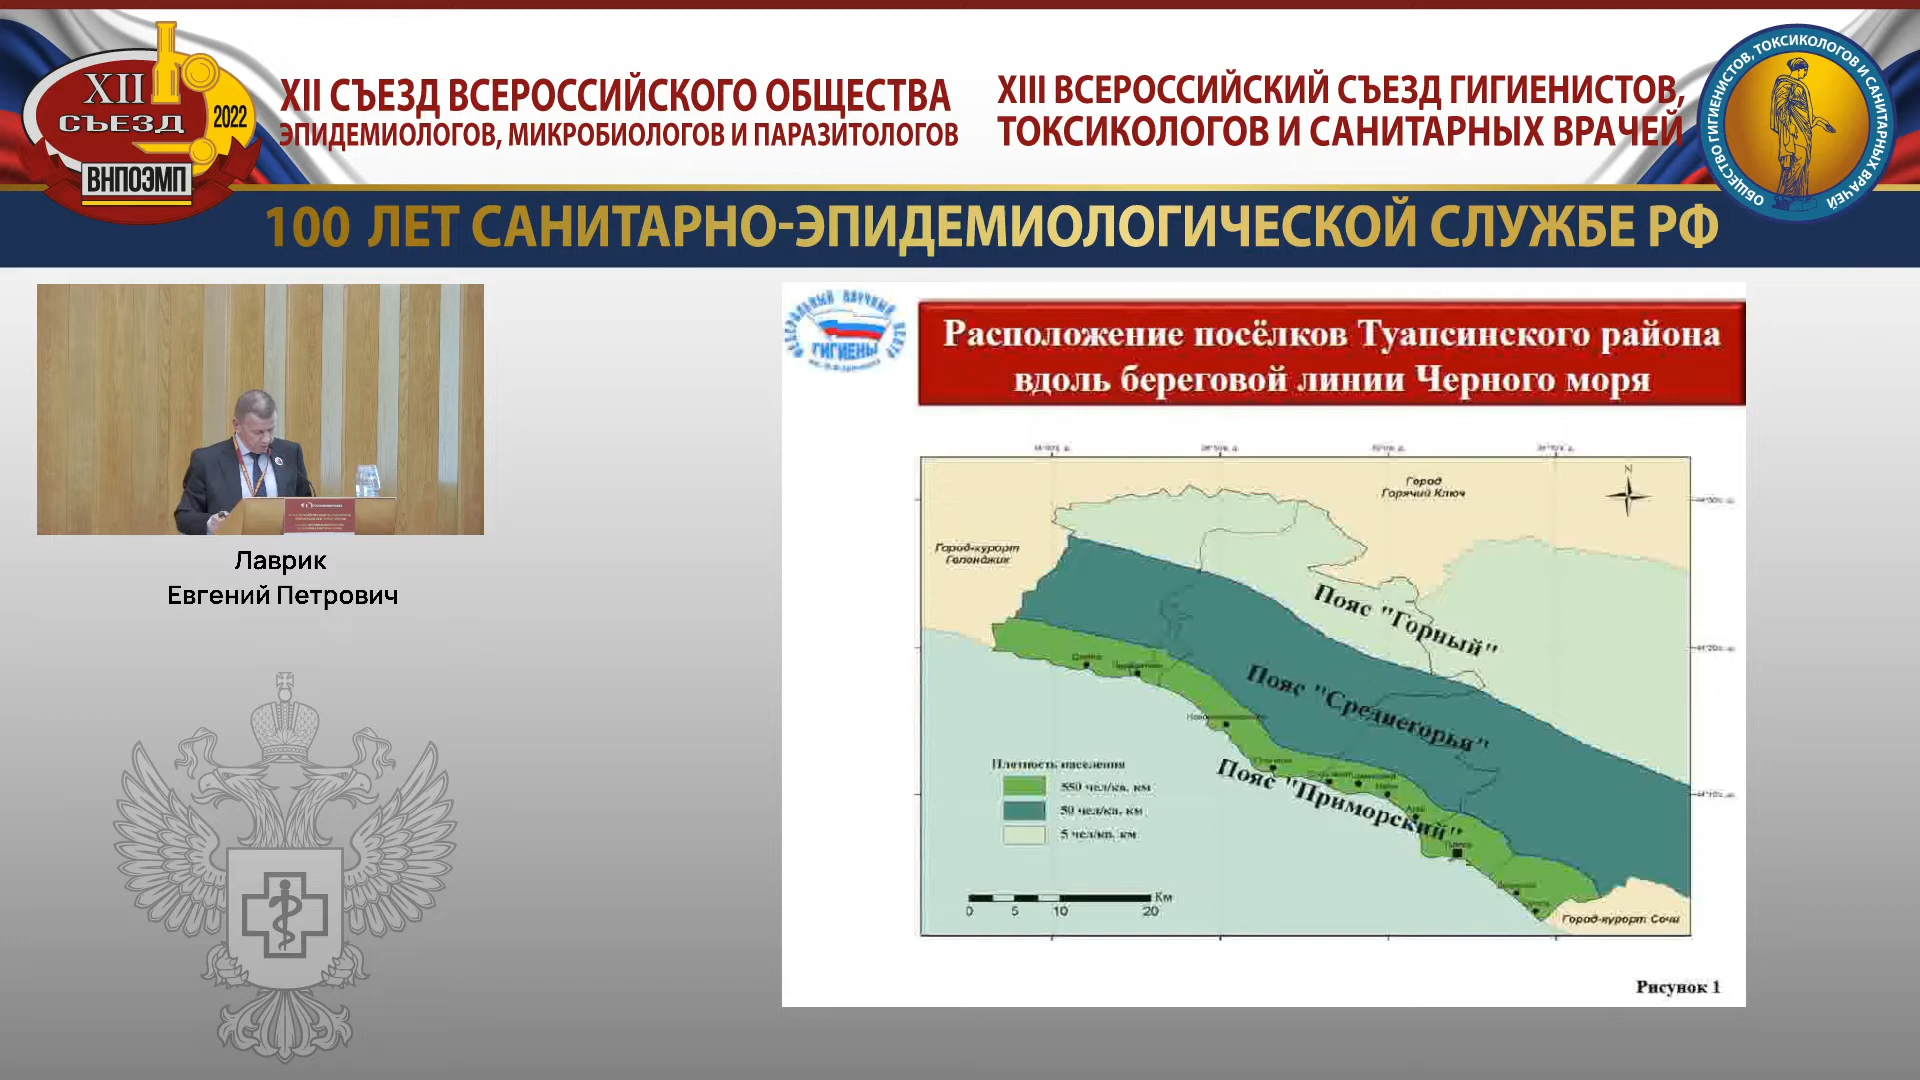 XII
СЪЕЗД
2022
ВНПОЭМП
XII СЪЕЗД ВСЕРОССИЙСКОГО ОБЩЕСТВА
ЭПИДЕМИОЛОГОВ, МИКРОБИОЛОГОВ И ПАРАЗИТОЛОГОВ
XIII ВСЕРОССИЙСКИЙ СЪЕЗД ГИГИЕНИСТОВ,
ТОКСИКОЛОГОВ И САНИТАРНЫХ ВРАЧЕЙ
ОБЩЕСТВО ГИГИЕНИСТОВ, ТОКСИКОЛОГОВ И САНИТАРНЫХ ВРАЧЕЙ
100 ЛЕТ САНИТАРНО-ЭПИДЕМИОЛОГИЧЕСКОЙ СЛУЖБЕ РФ
Лаврик
Евгений Петрович
ФЕДЕРАЛЬНЫЙ НАУЧНЫЙ ЦЕНТР
ГИГИЕНЫ
Расположение посёлков Туапсинского района
вдоль береговой линии Черного моря
Город
Горячий Ключ
N
Город-курорт
Геленджик
Пояс "Горный"
Пояс "Среднегорья"
Пояс "Приморский"
Плотность населения
550 чел/кв. км
50 чел/кв. км
5 чел/кв. км
Км
0 5 10 20
Город-курорт Сочи
Рисунок 1